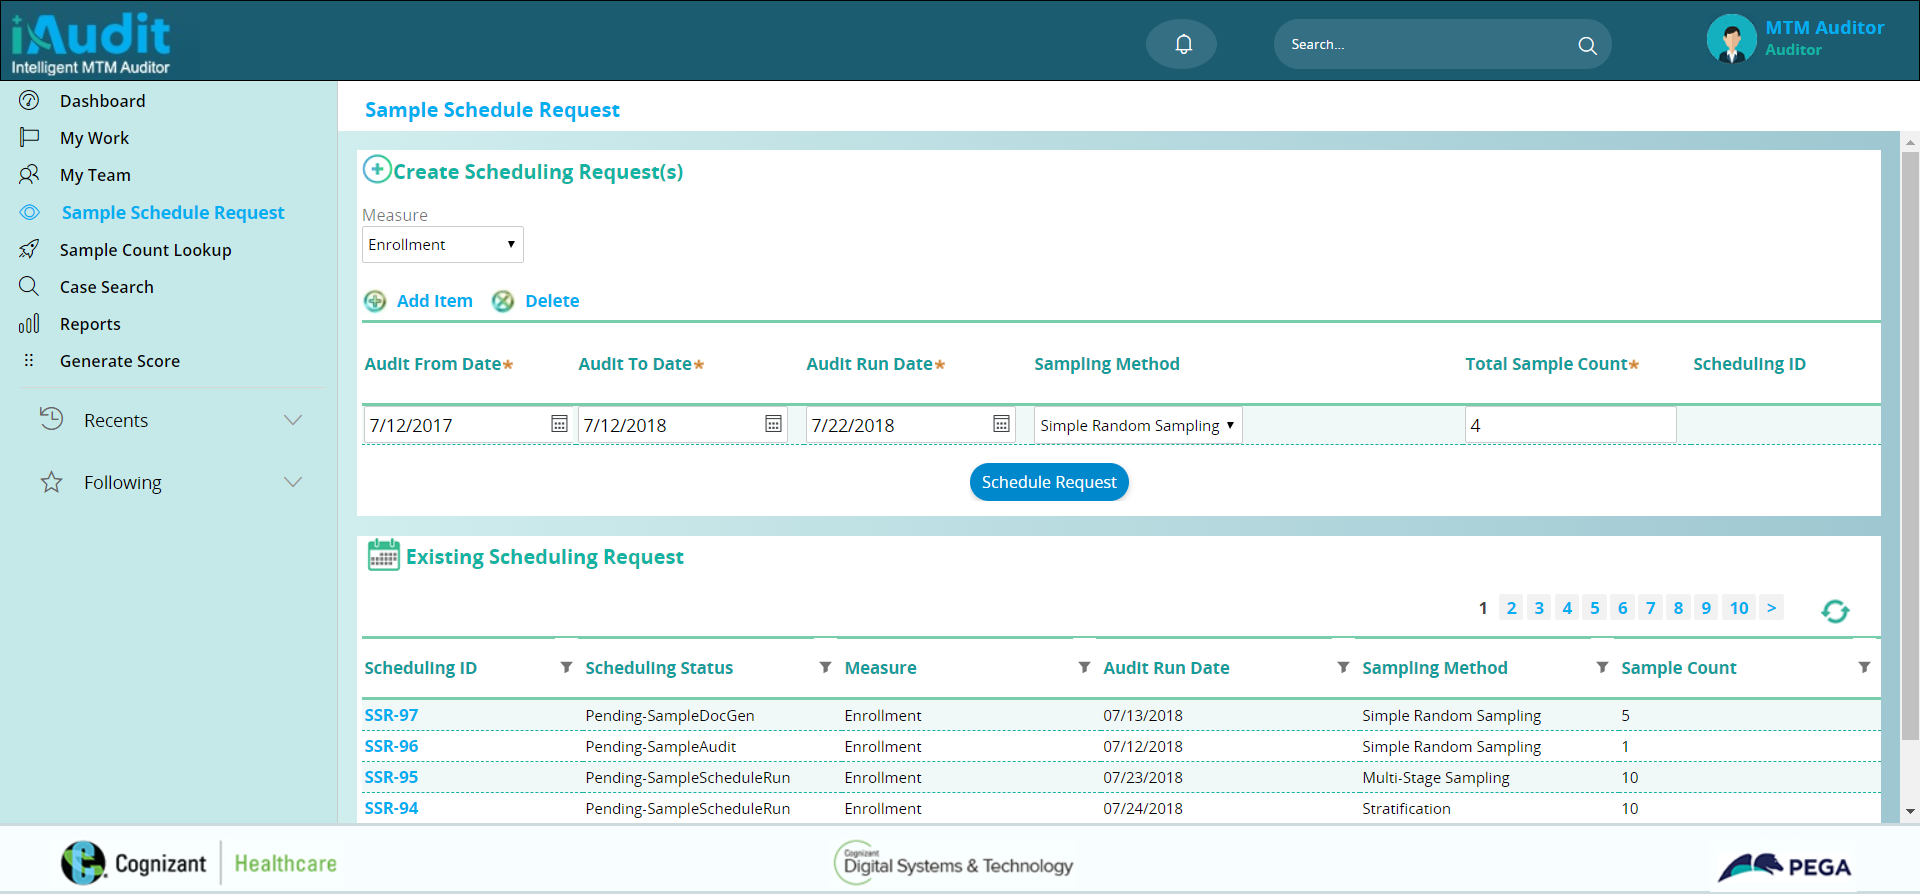 iAudit
Intelligent MTM Auditor
Search...
MTM Auditor
Auditor
Dashboard
My Work
My Team
Sample Schedule Request
Sample Count Lookup
Case Search
Reports
Generate Score
Recents
Following
Sample Schedule Request
Create Scheduling Request(s)
Measure
Enrollment
Add Item Delete
Audit From Date* Audit To Date* Audit Run Date* Sampling Method Total Sample Count* Scheduling ID
7/12/2017 7/12/2018 7/22/2018 Simple Random Sampling 4
Schedule Request
Existing Scheduling Request
1 2 3 4 5 6 7 8 9 10 >
Scheduling ID Scheduling Status Measure Audit Run Date Sampling Method Sample Count
SSR-97 Pending-SampleDocGen Enrollment 07/13/2018 Simple Random Sampling 5
SSR-96 Pending-SampleAudit Enrollment 07/12/2018 Simple Random Sampling 1
SSR-95 Pending-SampleScheduleRun Enrollment 07/23/2018 Multi-Stage Sampling 10
SSR-94 Pending-SampleScheduleRun Enrollment 07/24/2018 Stratification 10
Cognizant Healthcare
Cognizant
Digital Systems & Technology
PEGA